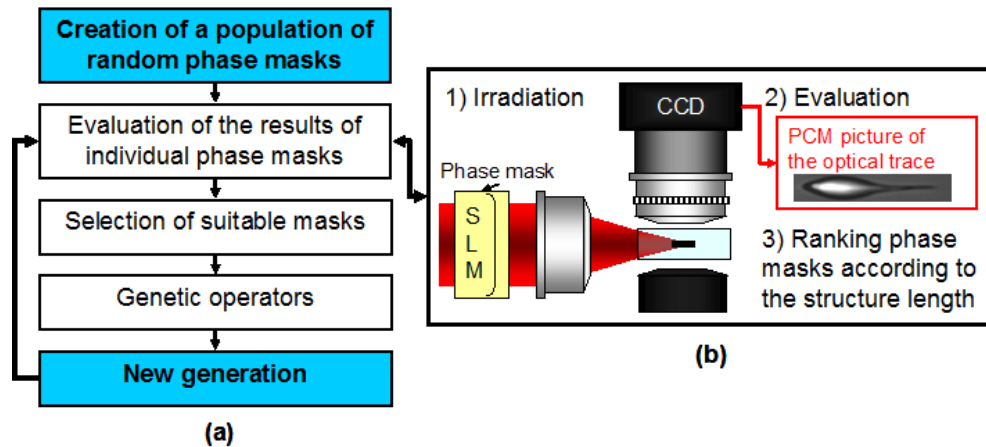 Creation of a population of
random phase masks
Evaluation of the results of
individual phase masks
Selection of suitable masks
Genetic operators
New generation
(a)
1) Irradiation
CCD
2) Evaluation
PCM picture of
the optical trace
Phase mask
S
L
M
3) Ranking phase
masks according to
the structure length
(b)